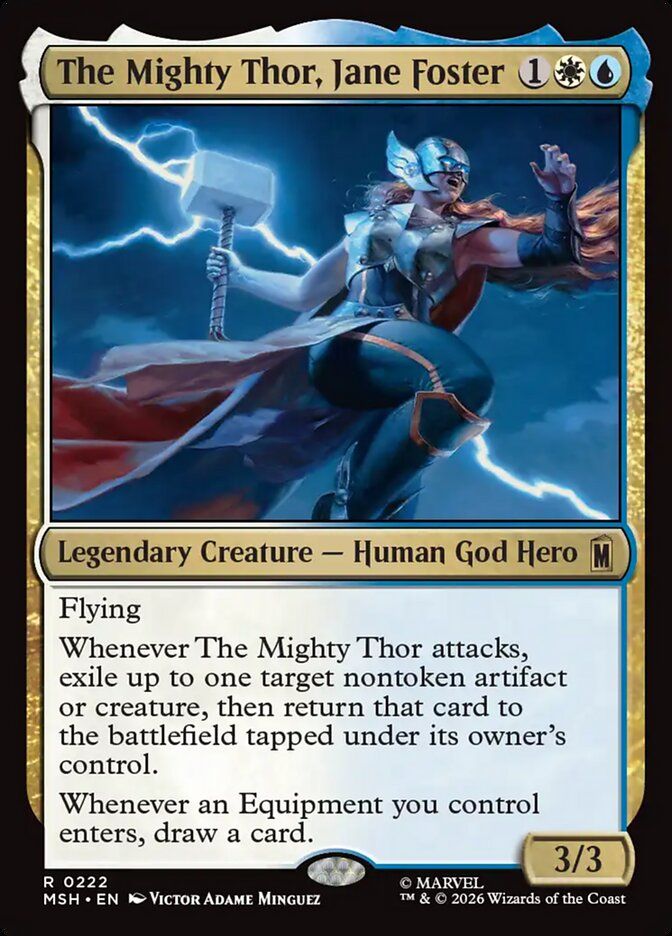 The Mighty Thor, Jane Foster 1
Legendary Creature — Human God Hero M
Flying
Whenever The Mighty Thor attacks,
exile up to one target nontoken artifact
or creature, then return that card to
the battlefield tapped under its owner's
control.
Whenever an Equipment you control
enters, draw a card.
3/3
R 0222
MSH • EN Victor Adame Minguez
© MARVEL
™ & © 2026 Wizards of the Coast